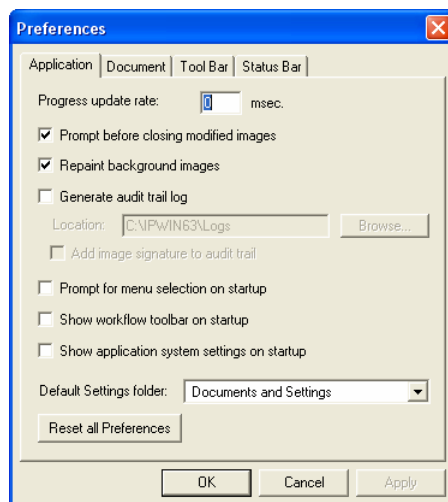 Preferences
Application Document Tool Bar Status Bar
Progress update rate: 0 msec.
Prompt before closing modified images
Repaint background images
Generate audit trail log
Location: C:\IPWIN63\Logs Browse...
Add image signature to audit trail
Prompt for menu selection on startup
Show workflow toolbar on startup
Show application system settings on startup
Default Settings folder: Documents and Settings
Reset all Preferences
OK Cancel Apply